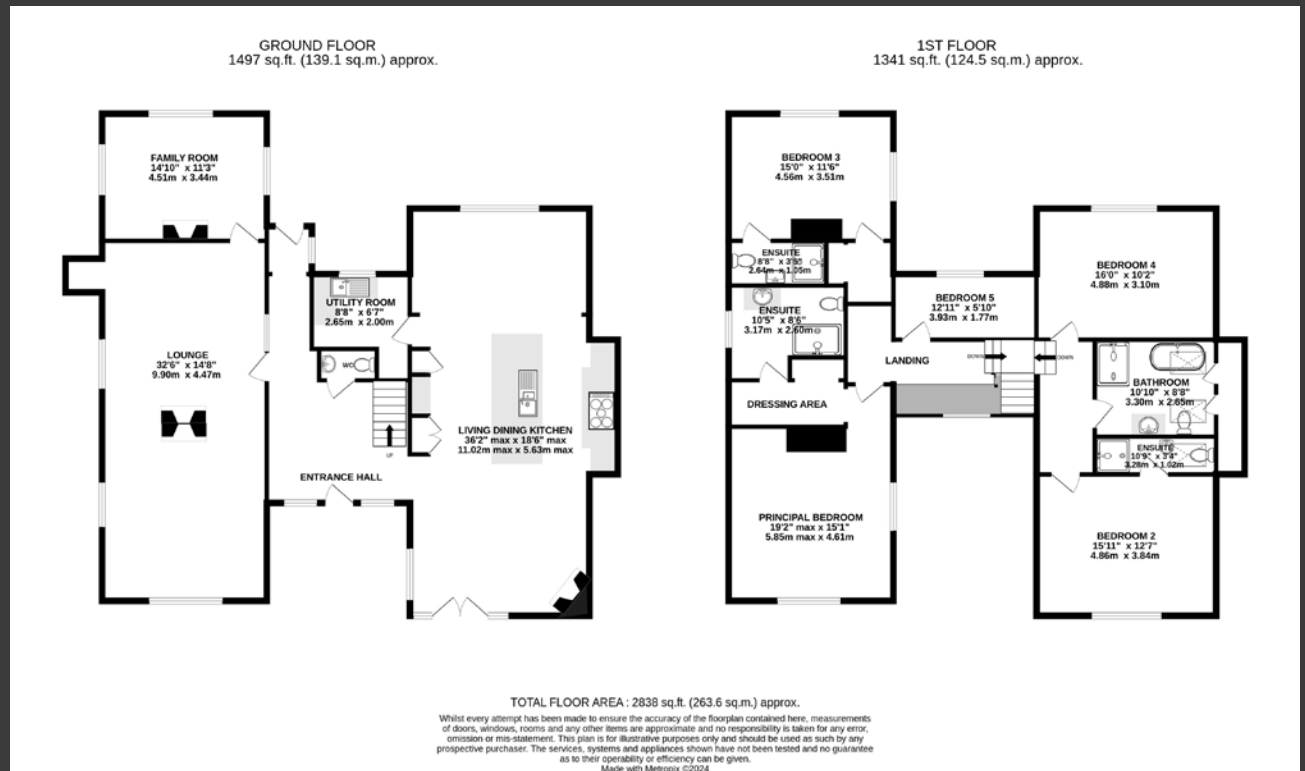 GROUND FLOOR
1497 sq.ft. (139.1 sq.m.) approx.
FAMILY ROOM
14'10" x 11'3"
4.51m x 3.44m
UTILITY ROOM
8'8" x 6'7"
2.65m x 2.00m
LOUNGE
32'6" x 14'8"
9.90m x 4.47m
WC
UP
LIVING DINING KITCHEN
36'2" max x 18'6" max
11.02m max x 5.63m max
ENTRANCE HALL
1ST FLOOR
1341 sq.ft. (124.5 sq.m.) approx.
BEDROOM 3
15'0" x 11'6"
4.56m x 3.51m
ENSUITE
8'8" x 3'5"
2.64m x 1.05m
ENSUITE
10'5" x 8'6"
3.17m x 2.60m
BEDROOM 4
16'0" x 10'2"
4.88m x 3.10m
BEDROOM 5
12'11" x 5'10"
3.93m x 1.77m
LANDING
DOWN
DOWN
DRESSING AREA
BATHROOM
10'10" x 8'8"
3.30m x 2.65m
ENSUITE
10'9" x 3'4"
3.28m x 1.02m
PRINCIPAL BEDROOM
19'2" max x 15'1"
5.85m max x 4.61m
BEDROOM 2
15'11" x 12'7"
4.86m x 3.84m
TOTAL FLOOR AREA : 2838 sq.ft. (263.6 sq.m.) approx.
Whilst every attempt has been made to ensure the accuracy of the floorplan contained here, measurements
of doors, windows, rooms and any other items are approximate and no responsibility is taken for any error,
omission or mis-statement. This plan is for illustrative purposes only and should be used as such by any
prospective purchaser. The services, systems and appliances shown have not been tested and no guarantee
as to their operability or efficiency can be given.
Made with Metropix ©2024